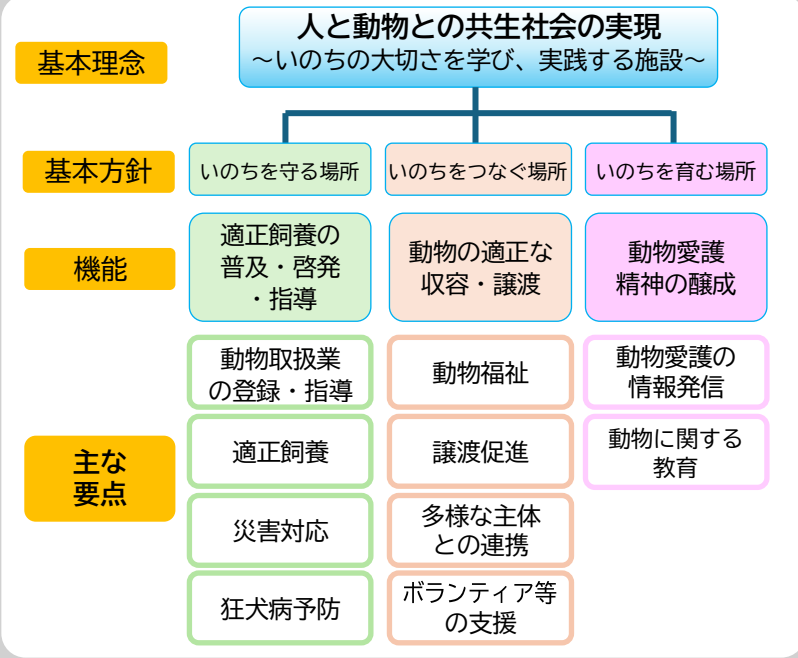 人と動物との共生社会の実現
～いのちの大切さを学び、実践する施設～
基本理念
基本方針
いのちを守る場所
いのちをつなぐ場所
いのちを育む場所
機能
適正飼養の
普及・啓発
・指導
動物の適正な
収容・譲渡
動物愛護
精神の醸成
主な
要点
動物取扱業
の登録・指導
適正飼養
災害対応
狂犬病予防
動物福祉
譲渡促進
多様な主体
との連携
ボランティア等
の支援
動物愛護の
情報発信
動物に関する
教育